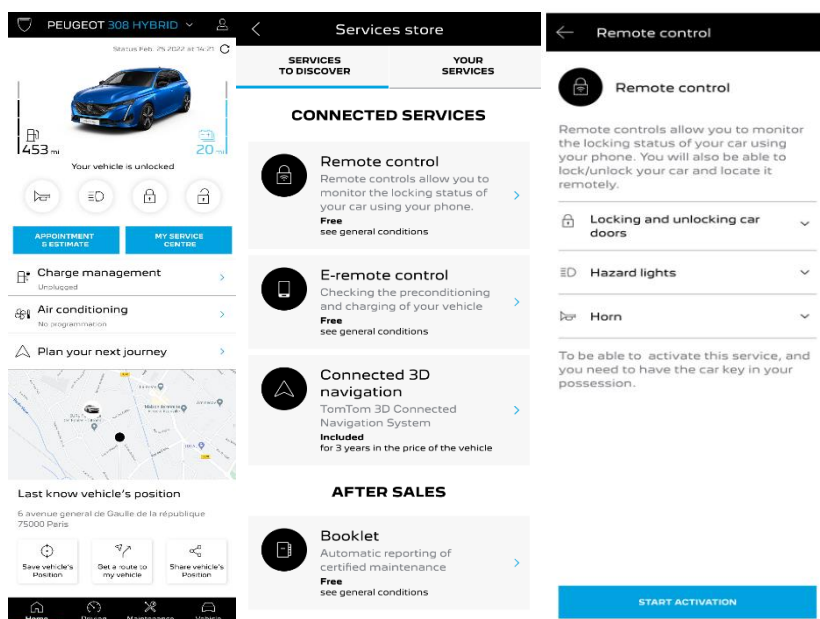 PEUGEOT 308 HYBRID
Status Feb. 25 2022 at 14:21
453 mi
20 mi
Your vehicle is unlocked
APPOINTMENT
& ESTIMATE
MY SERVICE
CENTRE
Charge management
Unplugged
Air conditioning
No programmation
Plan your next journey
Last know vehicle's position
6 avenue general de Gaulle de la république
75000 Paris
Save vehicle's
Position
Get a route to
my vehicle
Share vehicle's
Position
Home
Driving
Maintenance
Vehicle
Services store
SERVICES
TO DISCOVER
YOUR
SERVICES
CONNECTED SERVICES
Remote control
Remote controls allow you to
monitor the locking status of
your car using your phone.
Free
see general conditions
E-remote control
Checking the preconditioning
and charging of your vehicle
Free
see general conditions
Connected 3D
navigation
TomTom 3D Connected
Navigation System
Included
for 3 years in the price of the vehicle
AFTER SALES
Booklet
Automatic reporting of
certified maintenance
Free
see general conditions
Remote control
Remote control
Remote controls allow you to monitor
the locking status of your car using
your phone. You will also be able to
lock/unlock your car and locate it
remotely.
Locking and unlocking car
doors
Hazard lights
Horn
To be able to activate this service, and
you need to have the car key in your
possession.
START ACTIVATION